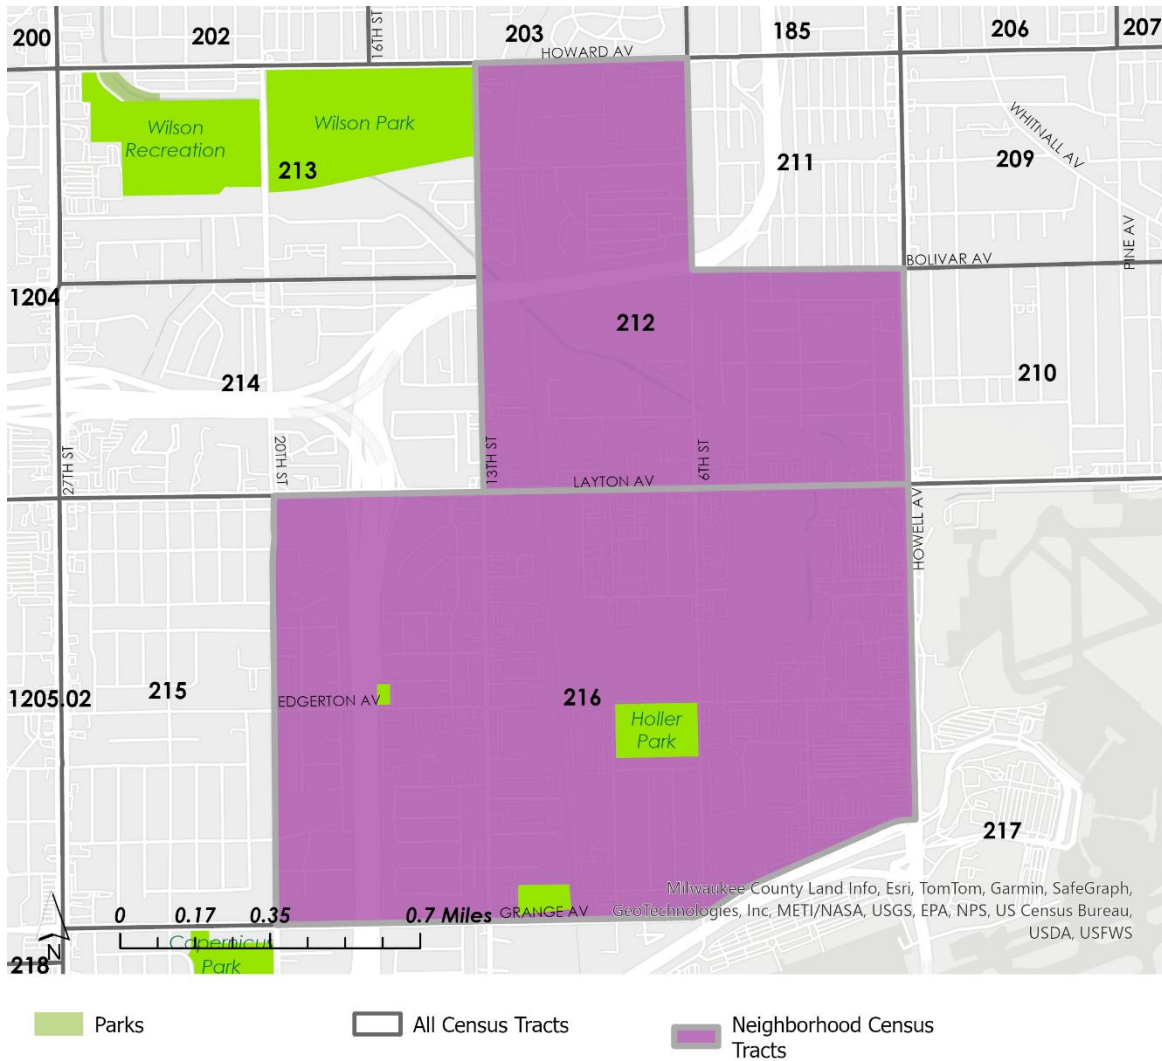 200
202
16TH ST
203
185
206
207
HOWARD AV
Wilson
Recreation
Wilson Park
213
211
WHITNALL AV
209
PINE AV
BOLIVAR AV
1204
212
214
210
27TH ST
20TH ST
13TH ST
6TH ST
LAYTON AV
HOWELL AV
1205.02
215
EDGERTON AV
216
Holler
Park
217
Milwaukee County Land Info, Esri, TomTom, Garmin, SafeGraph,
GeoTechnologies, Inc, METI/NASA, USGS, EPA, NPS, US Census Bureau,
USDA, USFWS
0
0.17
0.35
0.7 Miles
GRANGE AV
N
Copernicus
Park
218
Parks
All Census Tracts
Neighborhood Census
Tracts